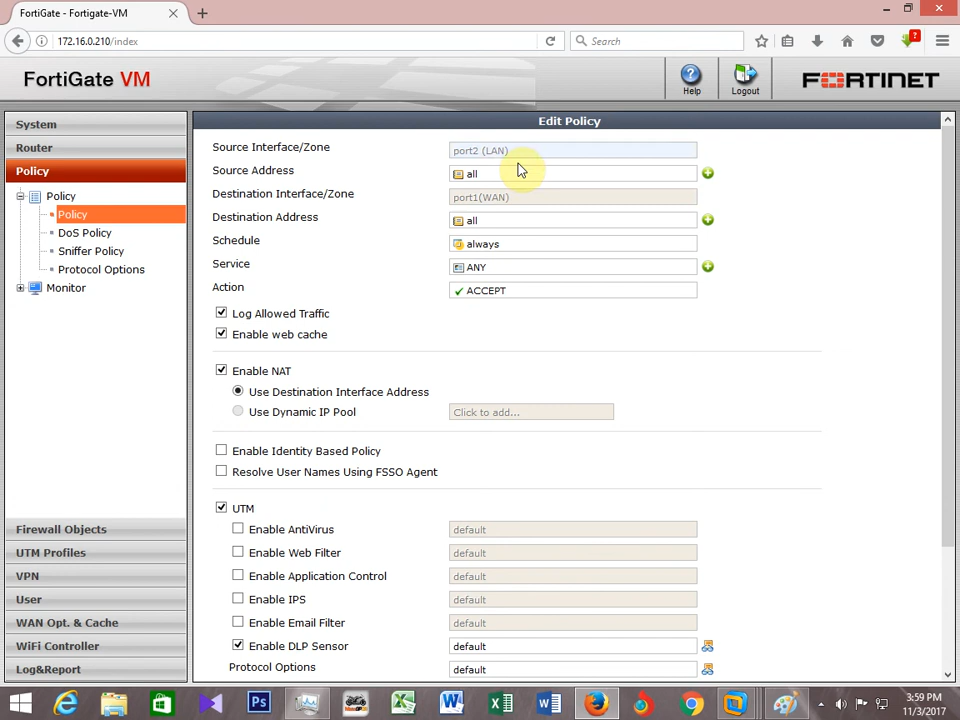 FortiGate - Fortigate-VM
172.16.0.210/index
Search
?
FortiGate VM
Help
Logout
FORTINET
System
Router
Policy
Policy
Policy
DoS Policy
Sniffer Policy
Protocol Options
Monitor
Firewall Objects
UTM Profiles
VPN
User
WAN Opt. & Cache
WiFi Controller
Log&Report
Edit Policy
Source Interface/Zone port2 (LAN)
Source Address all
Destination Interface/Zone port1(WAN)
Destination Address all
Schedule always
Service ANY
Action ACCEPT
Log Allowed Traffic
Enable web cache
Enable NAT
Use Destination Interface Address
Use Dynamic IP Pool Click to add...
Enable Identity Based Policy
Resolve User Names Using FSSO Agent
UTM
Enable AntiVirus default
Enable Web Filter default
Enable Application Control default
Enable IPS default
Enable Email Filter default
Enable DLP Sensor default
Protocol Options default
3:59 PM
11/3/2017